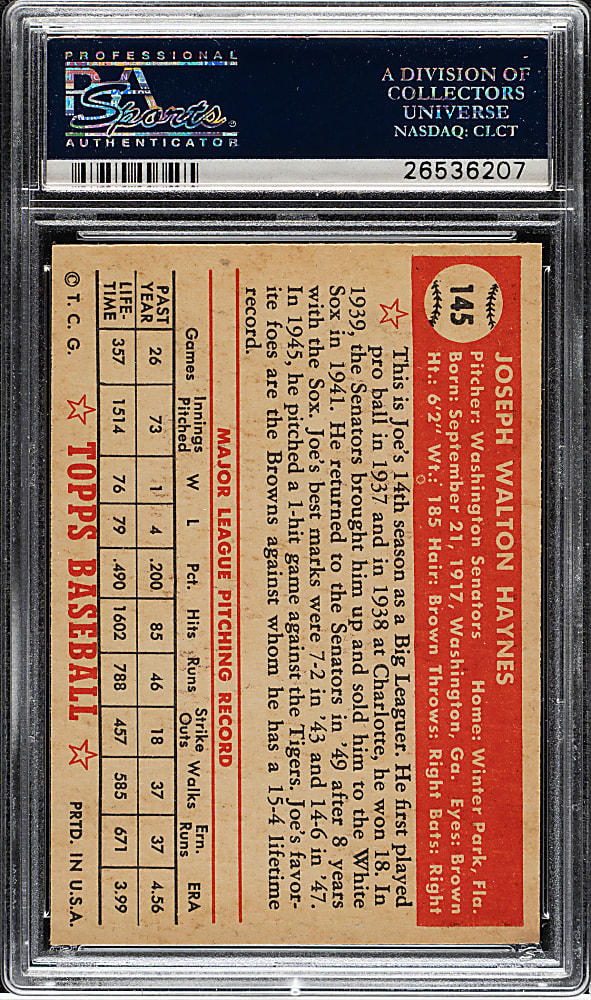 PROFESSIONAL
PSA
Sports
AUTHENTICATOR
A DIVISION OF
COLLECTORS
UNIVERSE
NASDAQ: CLCT
26536207
145
JOSEPH WALTON HAYNES
Pitcher: Washington Senators Home: Winter Park, Fla.
Born: September 21, 1917, Washington, Ga. Eyes: Brown
Ht.: 6'2" Wt.: 185 Hair: Brown Throws: Right Bats: Right
This is Joe's 14th season as a Big Leaguer. He first played
pro ball in 1937 and in 1938 at Charlotte, he won 18. In
1939, the Senators brought him up and sold him to the White
Sox in 1941. He returned to the Senators in '49 after 8 years
with the Sox. Joe's best marks were 7-2 in '43 and 14-6 in '47.
In 1945, he pitched a 1-hit game against the Tigers. Joe's favor-
ite foes are the Browns against whom he has a 15-4 lifetime
record.
MAJOR LEAGUE PITCHING RECORD
Games Innings Pitched W L Pct. Hits Runs Strike Outs Walks Ern. Runs ERA
PAST YEAR 26 73 1 4 .200 85 46 18 37 37 4.56
LIFE-TIME 357 1514 76 79 .490 1602 788 457 585 671 3.99
© T. C. G. TOPPS BASEBALL PRTD. IN U.S.A.